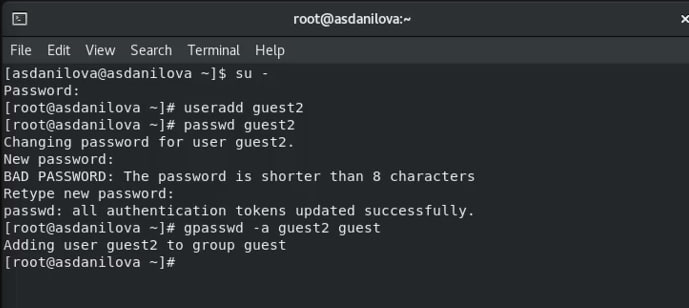 root@asdanilova:~
File Edit View Search Terminal Help
[asdanilova@asdanilova ~]$ su -
Password:
[root@asdanilova ~]# useradd guest2
[root@asdanilova ~]# passwd guest2
Changing password for user guest2.
New password:
BAD PASSWORD: The password is shorter than 8 characters
Retype new password:
passwd: all authentication tokens updated successfully.
[root@asdanilova ~]# gpasswd -a guest2 guest
Adding user guest2 to group guest
[root@asdanilova ~]#